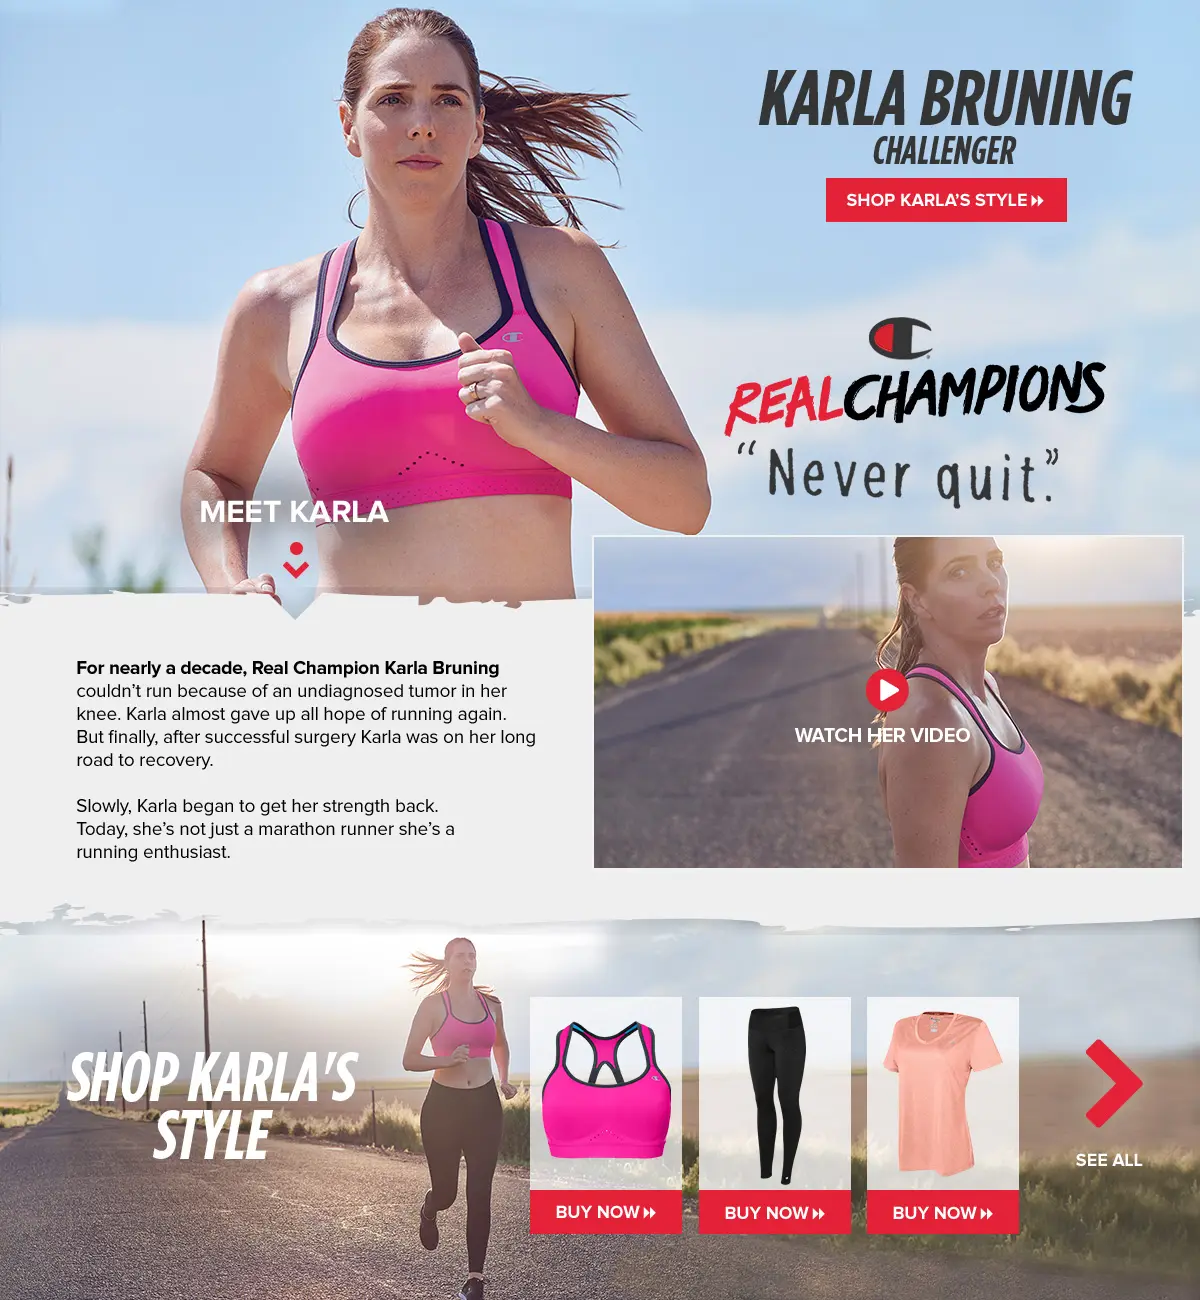 KARLA BRUNING
CHALLENGER
SHOP KARLA'S STYLE
REAL CHAMPIONS
“Never quit.”
MEET KARLA
For nearly a decade, Real Champion Karla Bruning
couldn’t run because of an undiagnosed tumor in her
knee. Karla almost gave up all hope of running again.
But finally, after successful surgery Karla was on her long
road to recovery.
Slowly, Karla began to get her strength back.
Today, she’s not just a marathon runner she’s a
running enthusiast.
WATCH HER VIDEO
SHOP KARLA'S
STYLE
BUY NOW
BUY NOW
BUY NOW
SEE ALL